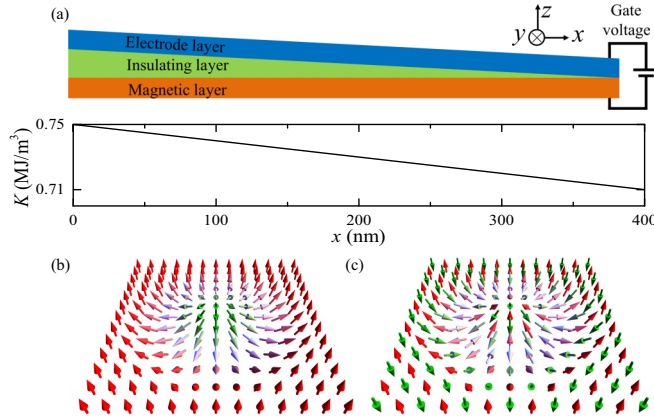 (a)
z
y
x
Gate
voltage
Electrode layer
Insulating layer
Magnetic layer
K (MJ/m³)
0.75
0.71
0
100
200
300
400
x (nm)
(b)
(c)